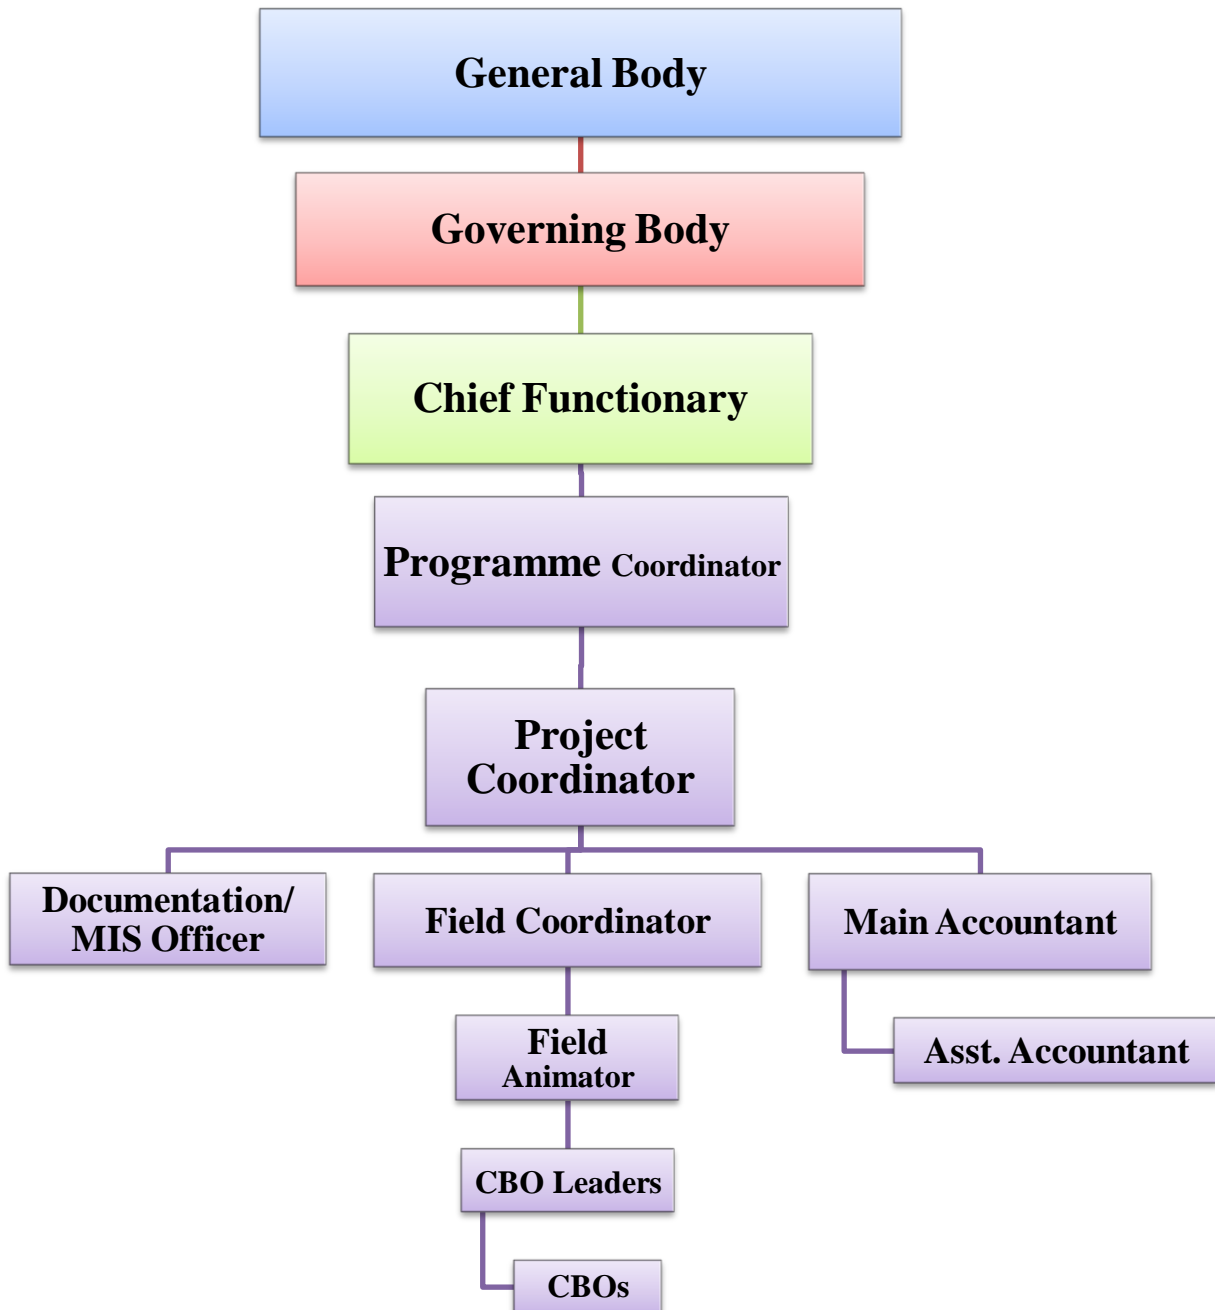 General Body
Governing Body
Chief Functionary
Programme Coordinator
Project
Coordinator
Documentation/
MIS Officer
Field Coordinator
Main Accountant
Field
Animator
Asst. Accountant
CBO Leaders
CBOs